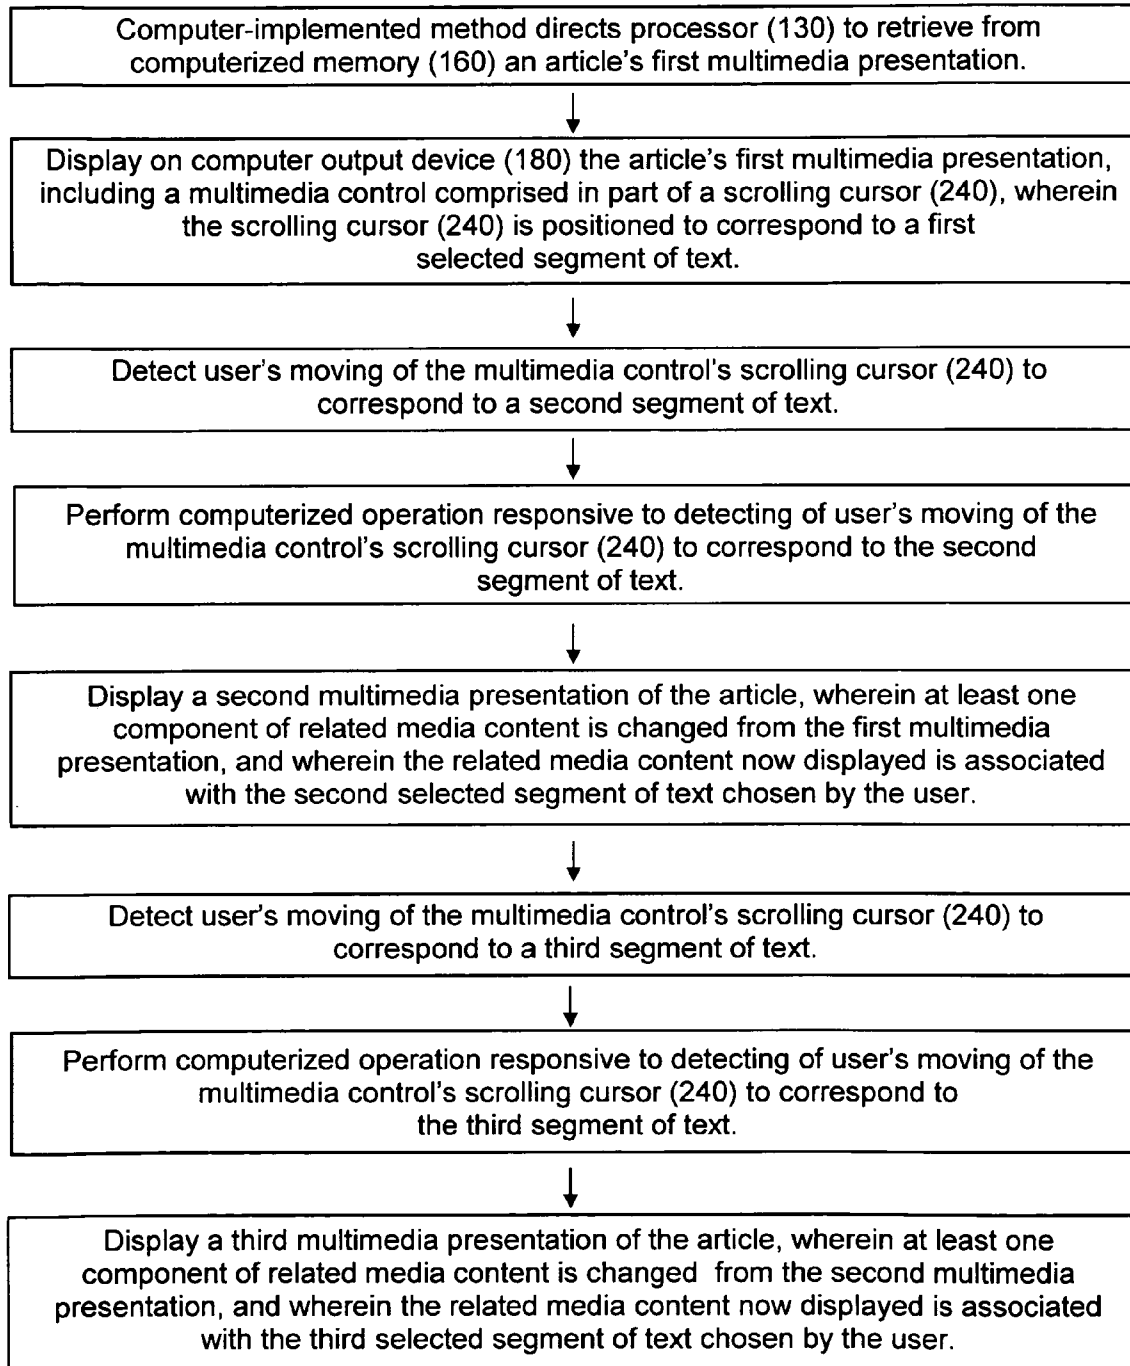 Computer-implemented method directs processor (130) to retrieve from
computerized memory (160) an article's first multimedia presentation.
Display on computer output device (180) the article's first multimedia presentation,
including a multimedia control comprised in part of a scrolling cursor (240), wherein
the scrolling cursor (240) is positioned to correspond to a first
selected segment of text.
Detect user's moving of the multimedia control's scrolling cursor (240) to
correspond to a second segment of text.
Perform computerized operation responsive to detecting of user's moving of the
multimedia control's scrolling cursor (240) to correspond to the second
segment of text.
Display a second multimedia presentation of the article, wherein at least one
component of related media content is changed from the first multimedia
presentation, and wherein the related media content now displayed is associated
with the second selected segment of text chosen by the user.
Detect user's moving of the multimedia control's scrolling cursor (240) to
correspond to a third segment of text.
Perform computerized operation responsive to detecting of user's moving of the
multimedia control's scrolling cursor (240) to correspond to
the third segment of text.
Display a third multimedia presentation of the article, wherein at least one
component of related media content is changed from the second multimedia
presentation, and wherein the related media content now displayed is associated
with the third selected segment of text chosen by the user.